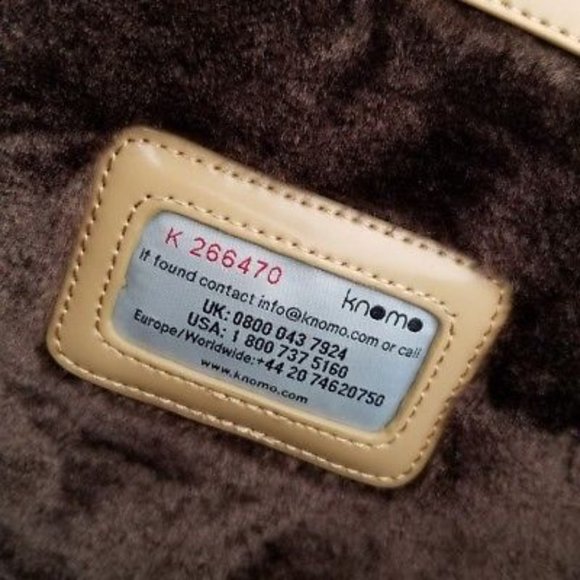 K 266470
knomo
If found contact info@knomo.com or call
UK: 0800 043 7924
USA: 1 800 737 5160
Europe/Worldwide:+44 20 74620750
www.knomo.com